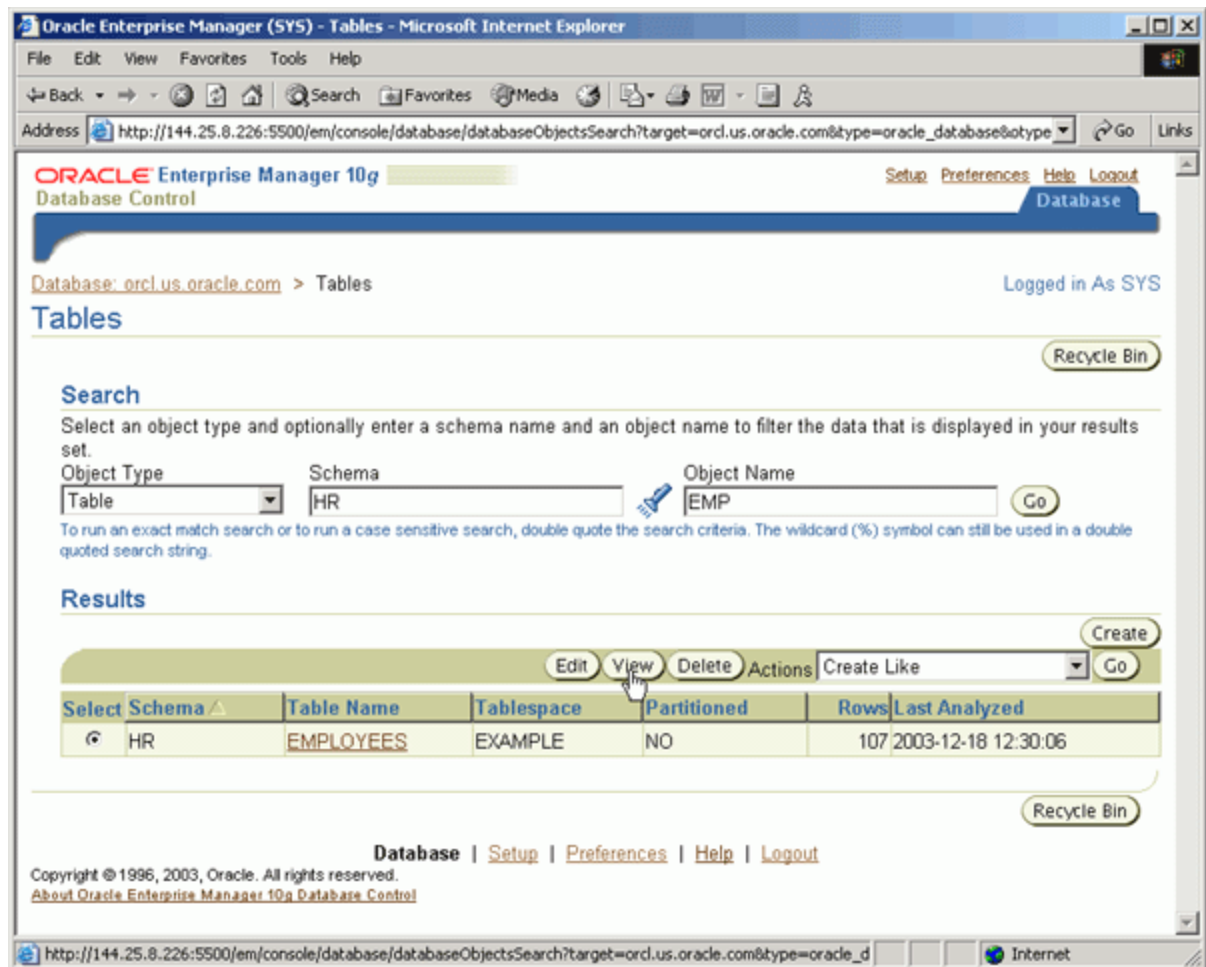 Oracle Enterprise Manager (SYS) - Tables - Microsoft Internet Explorer
File Edit View Favorites Tools Help
Back Search Favorites Media
Address http://144.25.8.226:5500/em/console/database/databaseObjectsSearch?target=orcl.us.oracle.com&type=oracle_database&otype Go Links
ORACLE Enterprise Manager 10g
Database Control
Setup Preferences Help Logout
Database
Database: orcl.us.oracle.com > Tables
Logged in As SYS
Tables
Recycle Bin
Search
Select an object type and optionally enter a schema name and an object name to filter the data that is displayed in your results
set.
Object Type Schema Object Name
Table HR EMP Go
To run an exact match search or to run a case sensitive search, double quote the search criteria. The wildcard (%) symbol can still be used in a double
quoted search string.
Results
Create
Edit View Delete Actions Create Like Go
Select Schema Table Name Tablespace Partitioned Rows Last Analyzed
HR EMPLOYEES EXAMPLE NO 107 2003-12-18 12:30:06
Recycle Bin
Database | Setup | Preferences | Help | Logout
Copyright © 1996, 2003, Oracle. All rights reserved.
About Oracle Enterprise Manager 10g Database Control
http://144.25.8.226:5500/em/console/database/databaseObjectsSearch?target=orcl.us.oracle.com&type=oracle_d Internet